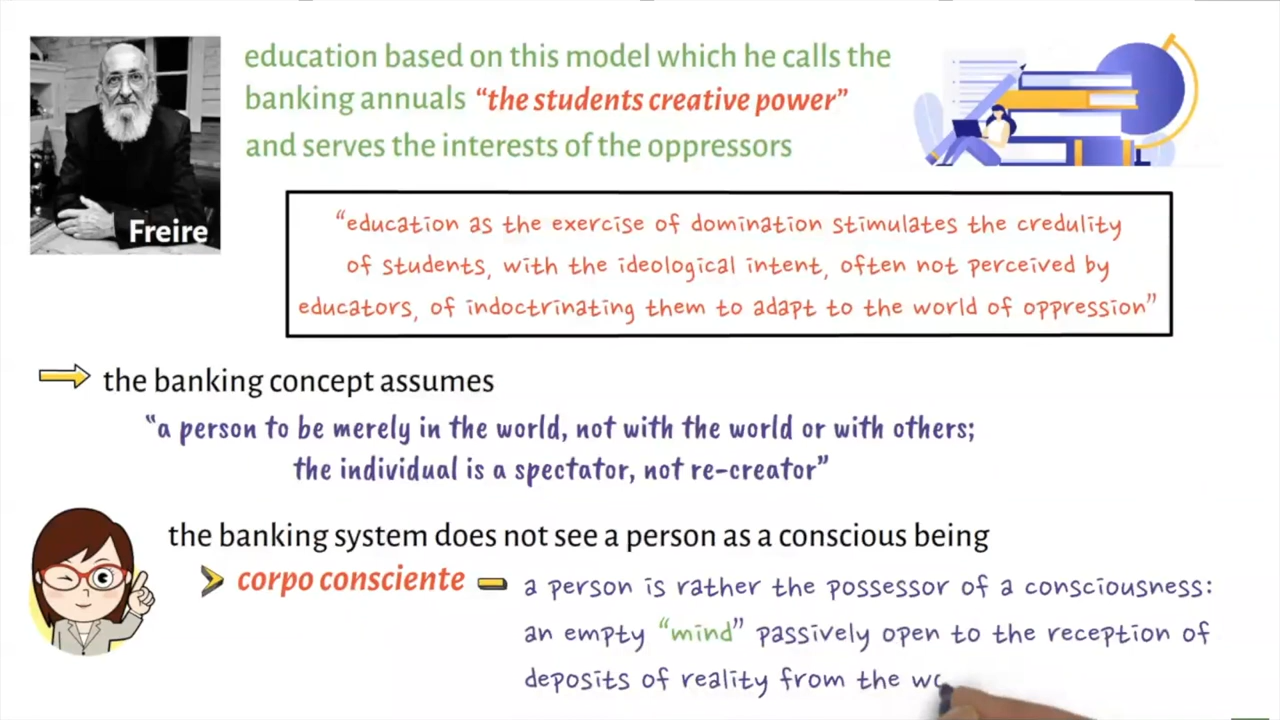 education based on this model which he calls the
banking annuals “the students creative power”
and serves the interests of the oppressors
Freire
“education as the exercise of domination stimulates the credulity
of students, with the ideological intent, often not perceived by
educators, of indoctrinating them to adapt to the world of oppression”
the banking concept assumes
“a person to be merely in the world, not with the world or with others;
the individual is a spectator, not re-creator”
the banking system does not see a person as a conscious being
corpo consciente
a person is rather the possessor of a consciousness:
an empty “mind” passively open to the reception of
deposits of reality from the